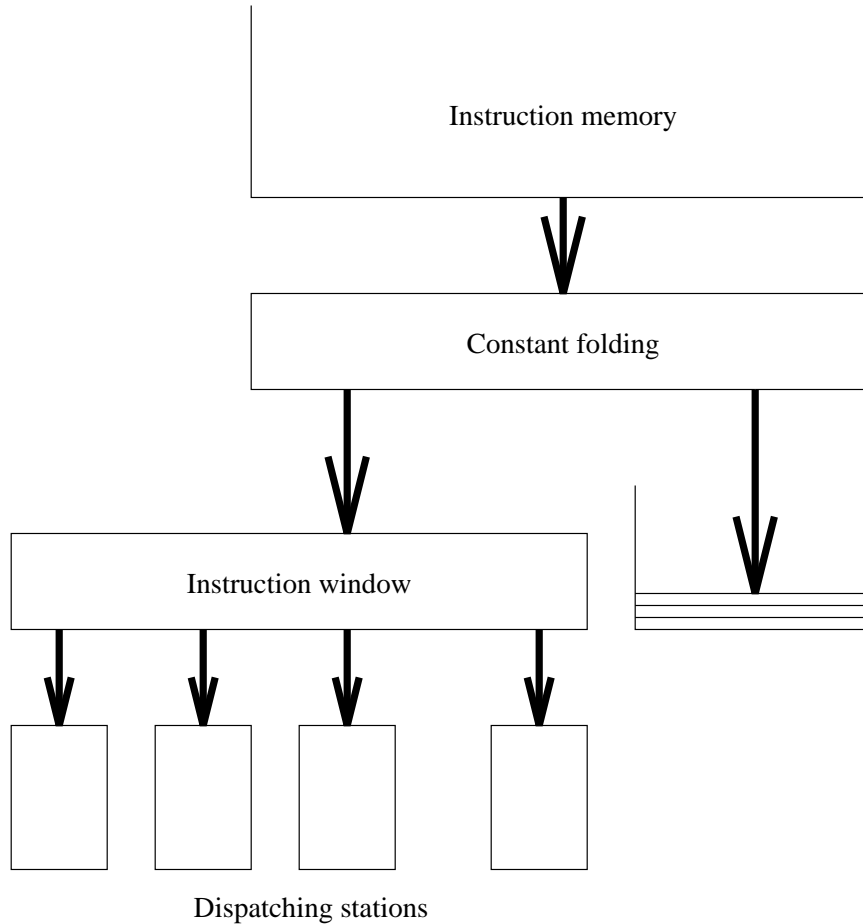 Instruction memory
Constant folding
Instruction window
Dispatching stations